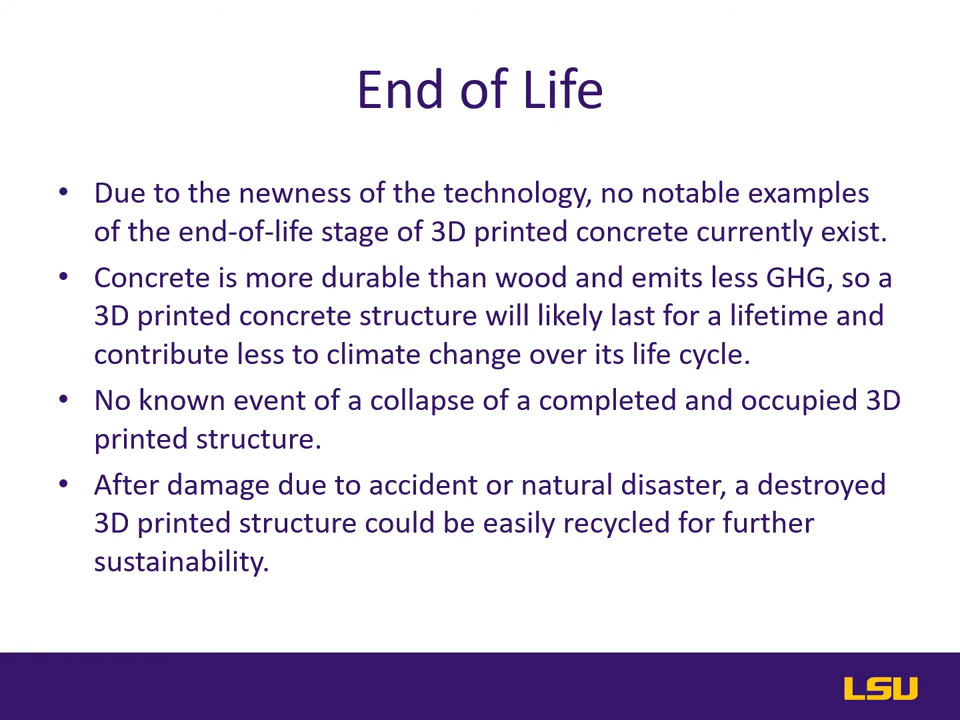 End of Life
• Due to the newness of the technology, no notable examples
of the end-of-life stage of 3D printed concrete currently exist.
• Concrete is more durable than wood and emits less GHG, so a
3D printed concrete structure will likely last for a lifetime and
contribute less to climate change over its life cycle.
• No known event of a collapse of a completed and occupied 3D
printed structure.
• After damage due to accident or natural disaster, a destroyed
3D printed structure could be easily recycled for further
sustainability.
LSU